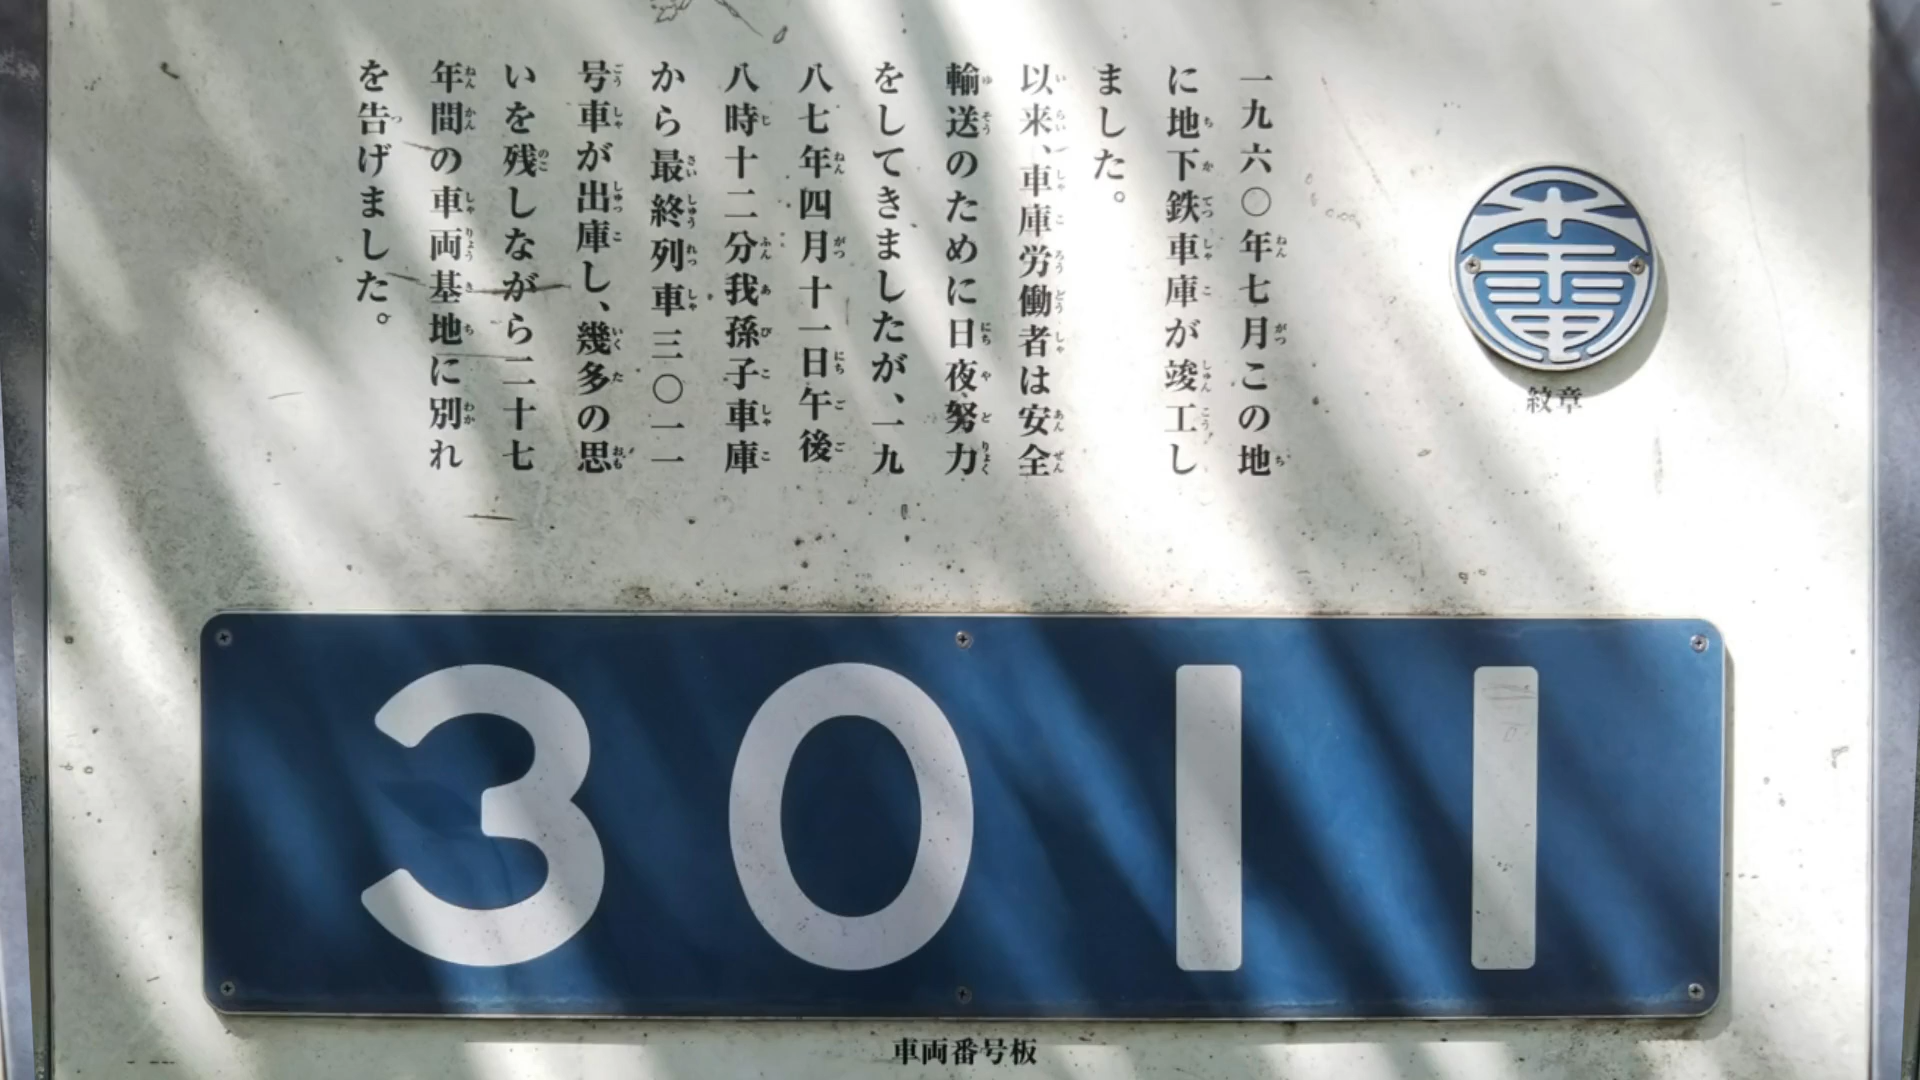 一九六〇年七月この地
に地下鉄車庫が竣工し
ました。
以来、車庫労働者は安全
輸送のために日夜努力
をしてきましたが、一九
八七年四月十一日午後
八時十二分我孫子車庫
から最終列車三〇一一
号車が出庫し、幾多の思
いを残しながら二十七
年間の車両基地に別れ
を告げました。
紋章
3011
車両番号板